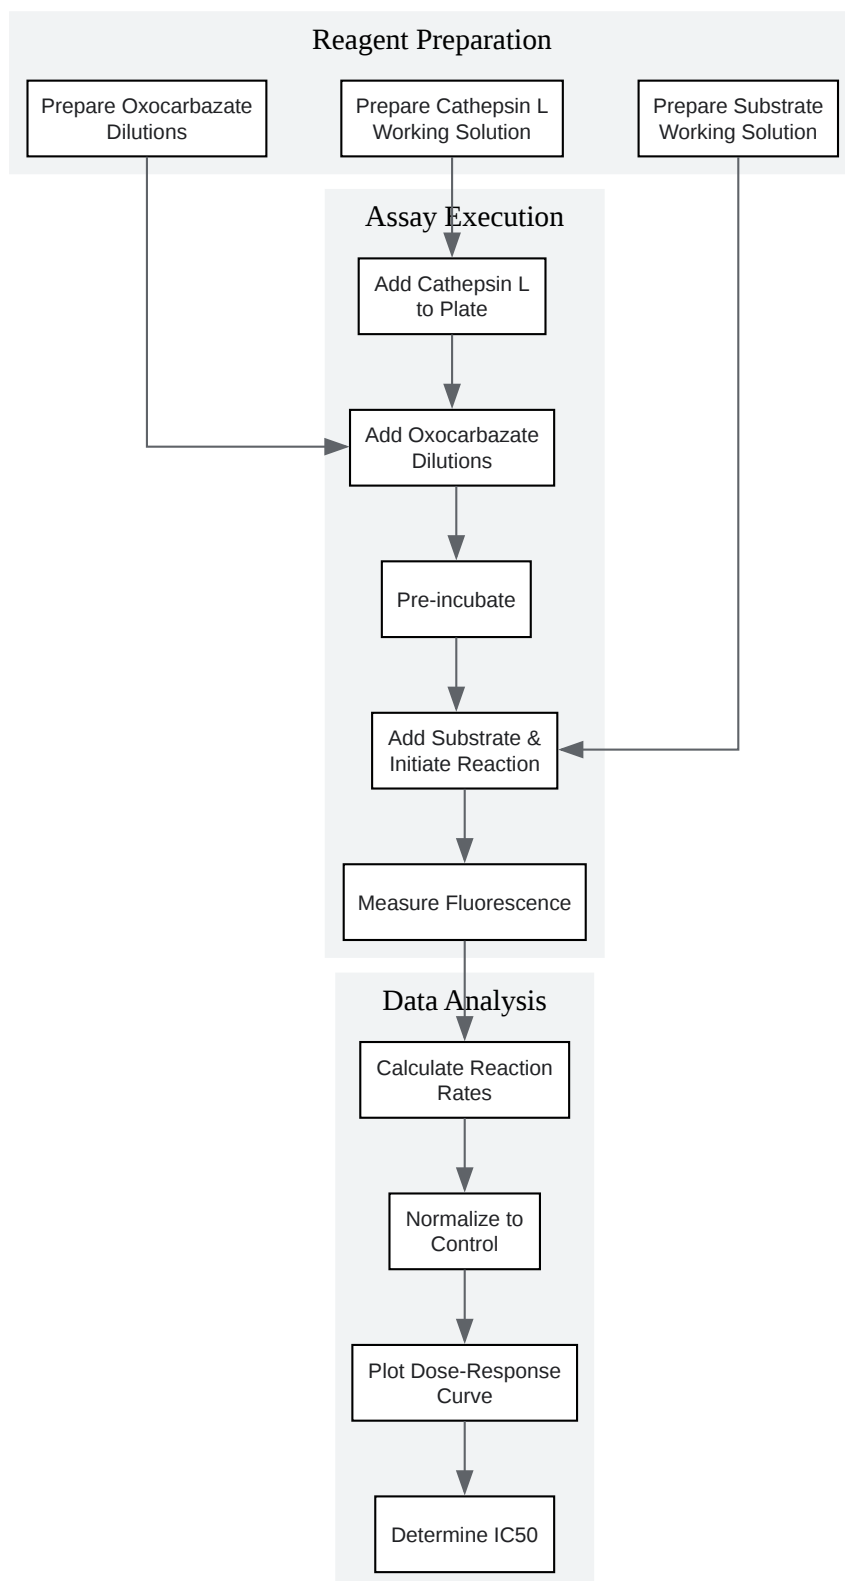 Reagent Preparation
Prepare Oxocarbazate
Dilutions
Prepare Cathepsin L
Working Solution
Prepare Substrate
Working Solution
Assay Execution
Add Cathepsin L
to Plate
Add Oxocarbazate
Dilutions
Pre-incubate
Add Substrate &
Initiate Reaction
Measure Fluorescence
Data Analysis
Calculate Reaction
Rates
Normalize to
Control
Plot Dose-Response
Curve
Determine IC50